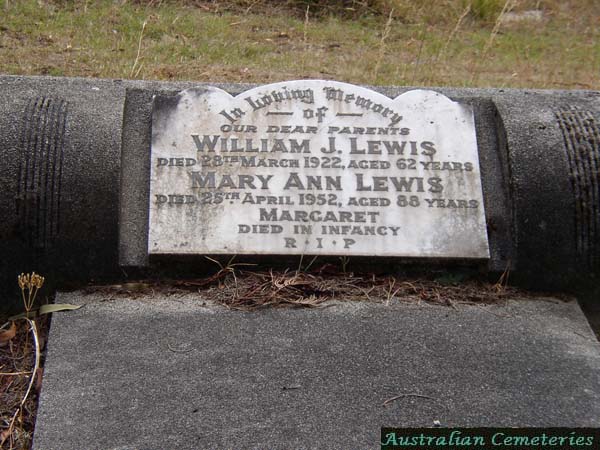 In Loving Memory
of
OUR DEAR PARENTS
WILLIAM J. LEWIS
DIED 28TH MARCH 1922, AGED 62 YEARS
MARY ANN LEWIS
DIED 25TH APRIL 1952, AGED 88 YEARS
MARGARET
DIED IN INFANCY
R · I · P
Australian Cemeteries